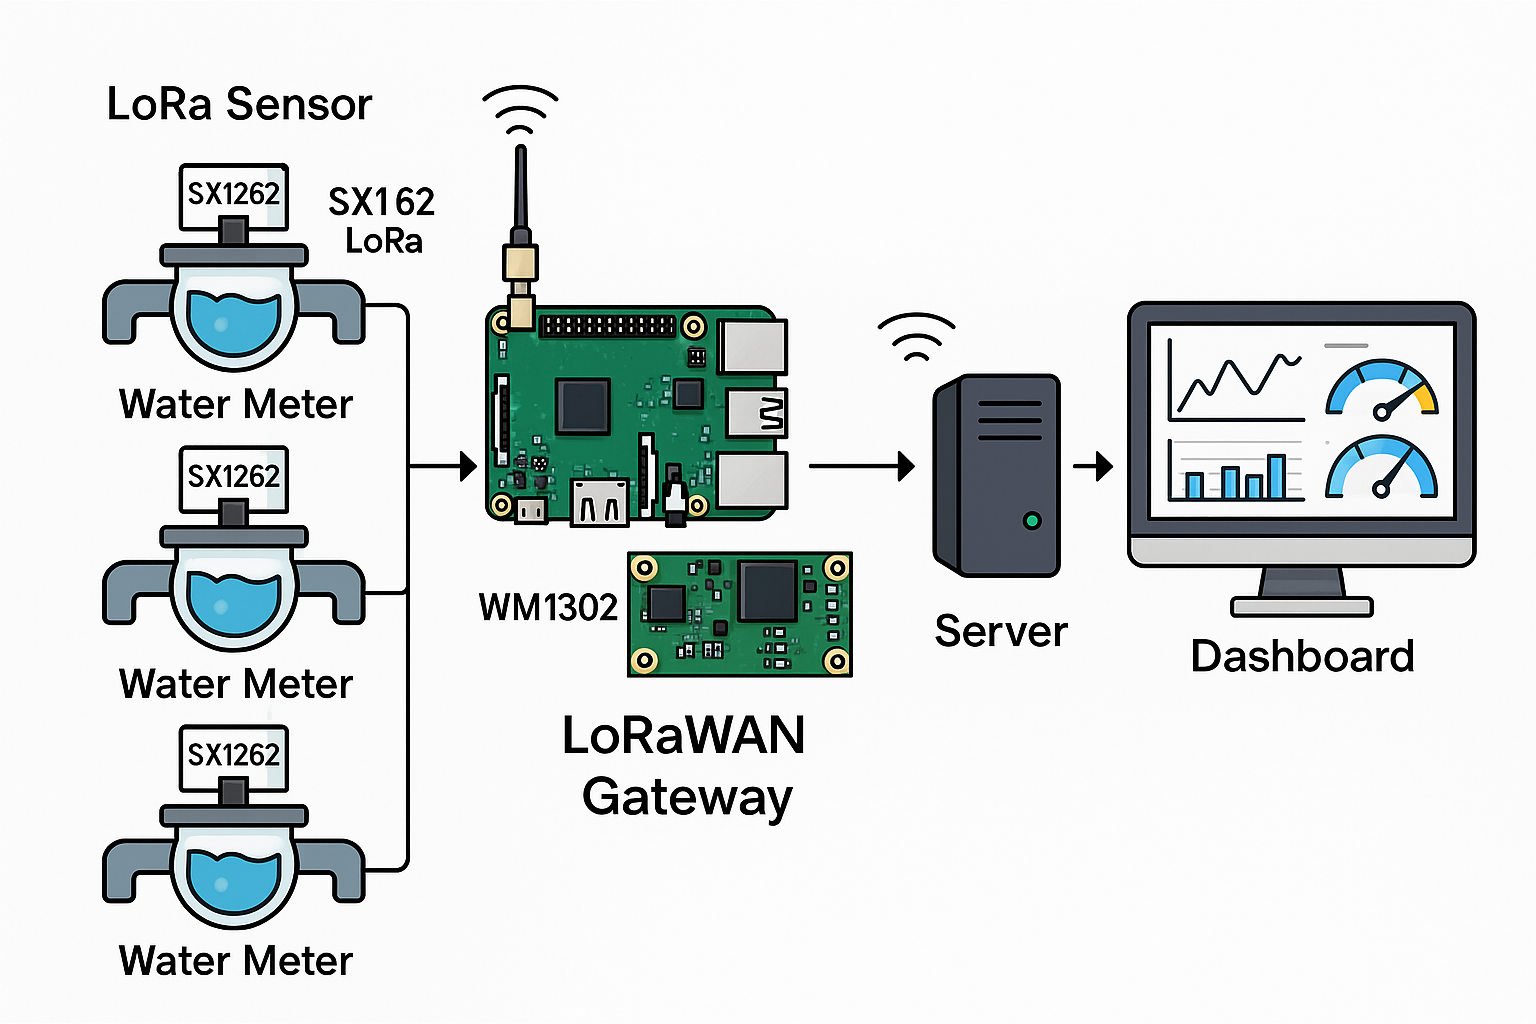 LoRa Sensor
SX1262
SX162
LoRa
Water Meter
SX1262
Water Meter
SX1262
Water Meter
WM1302
LoRaWAN
Gateway
Server
Dashboard